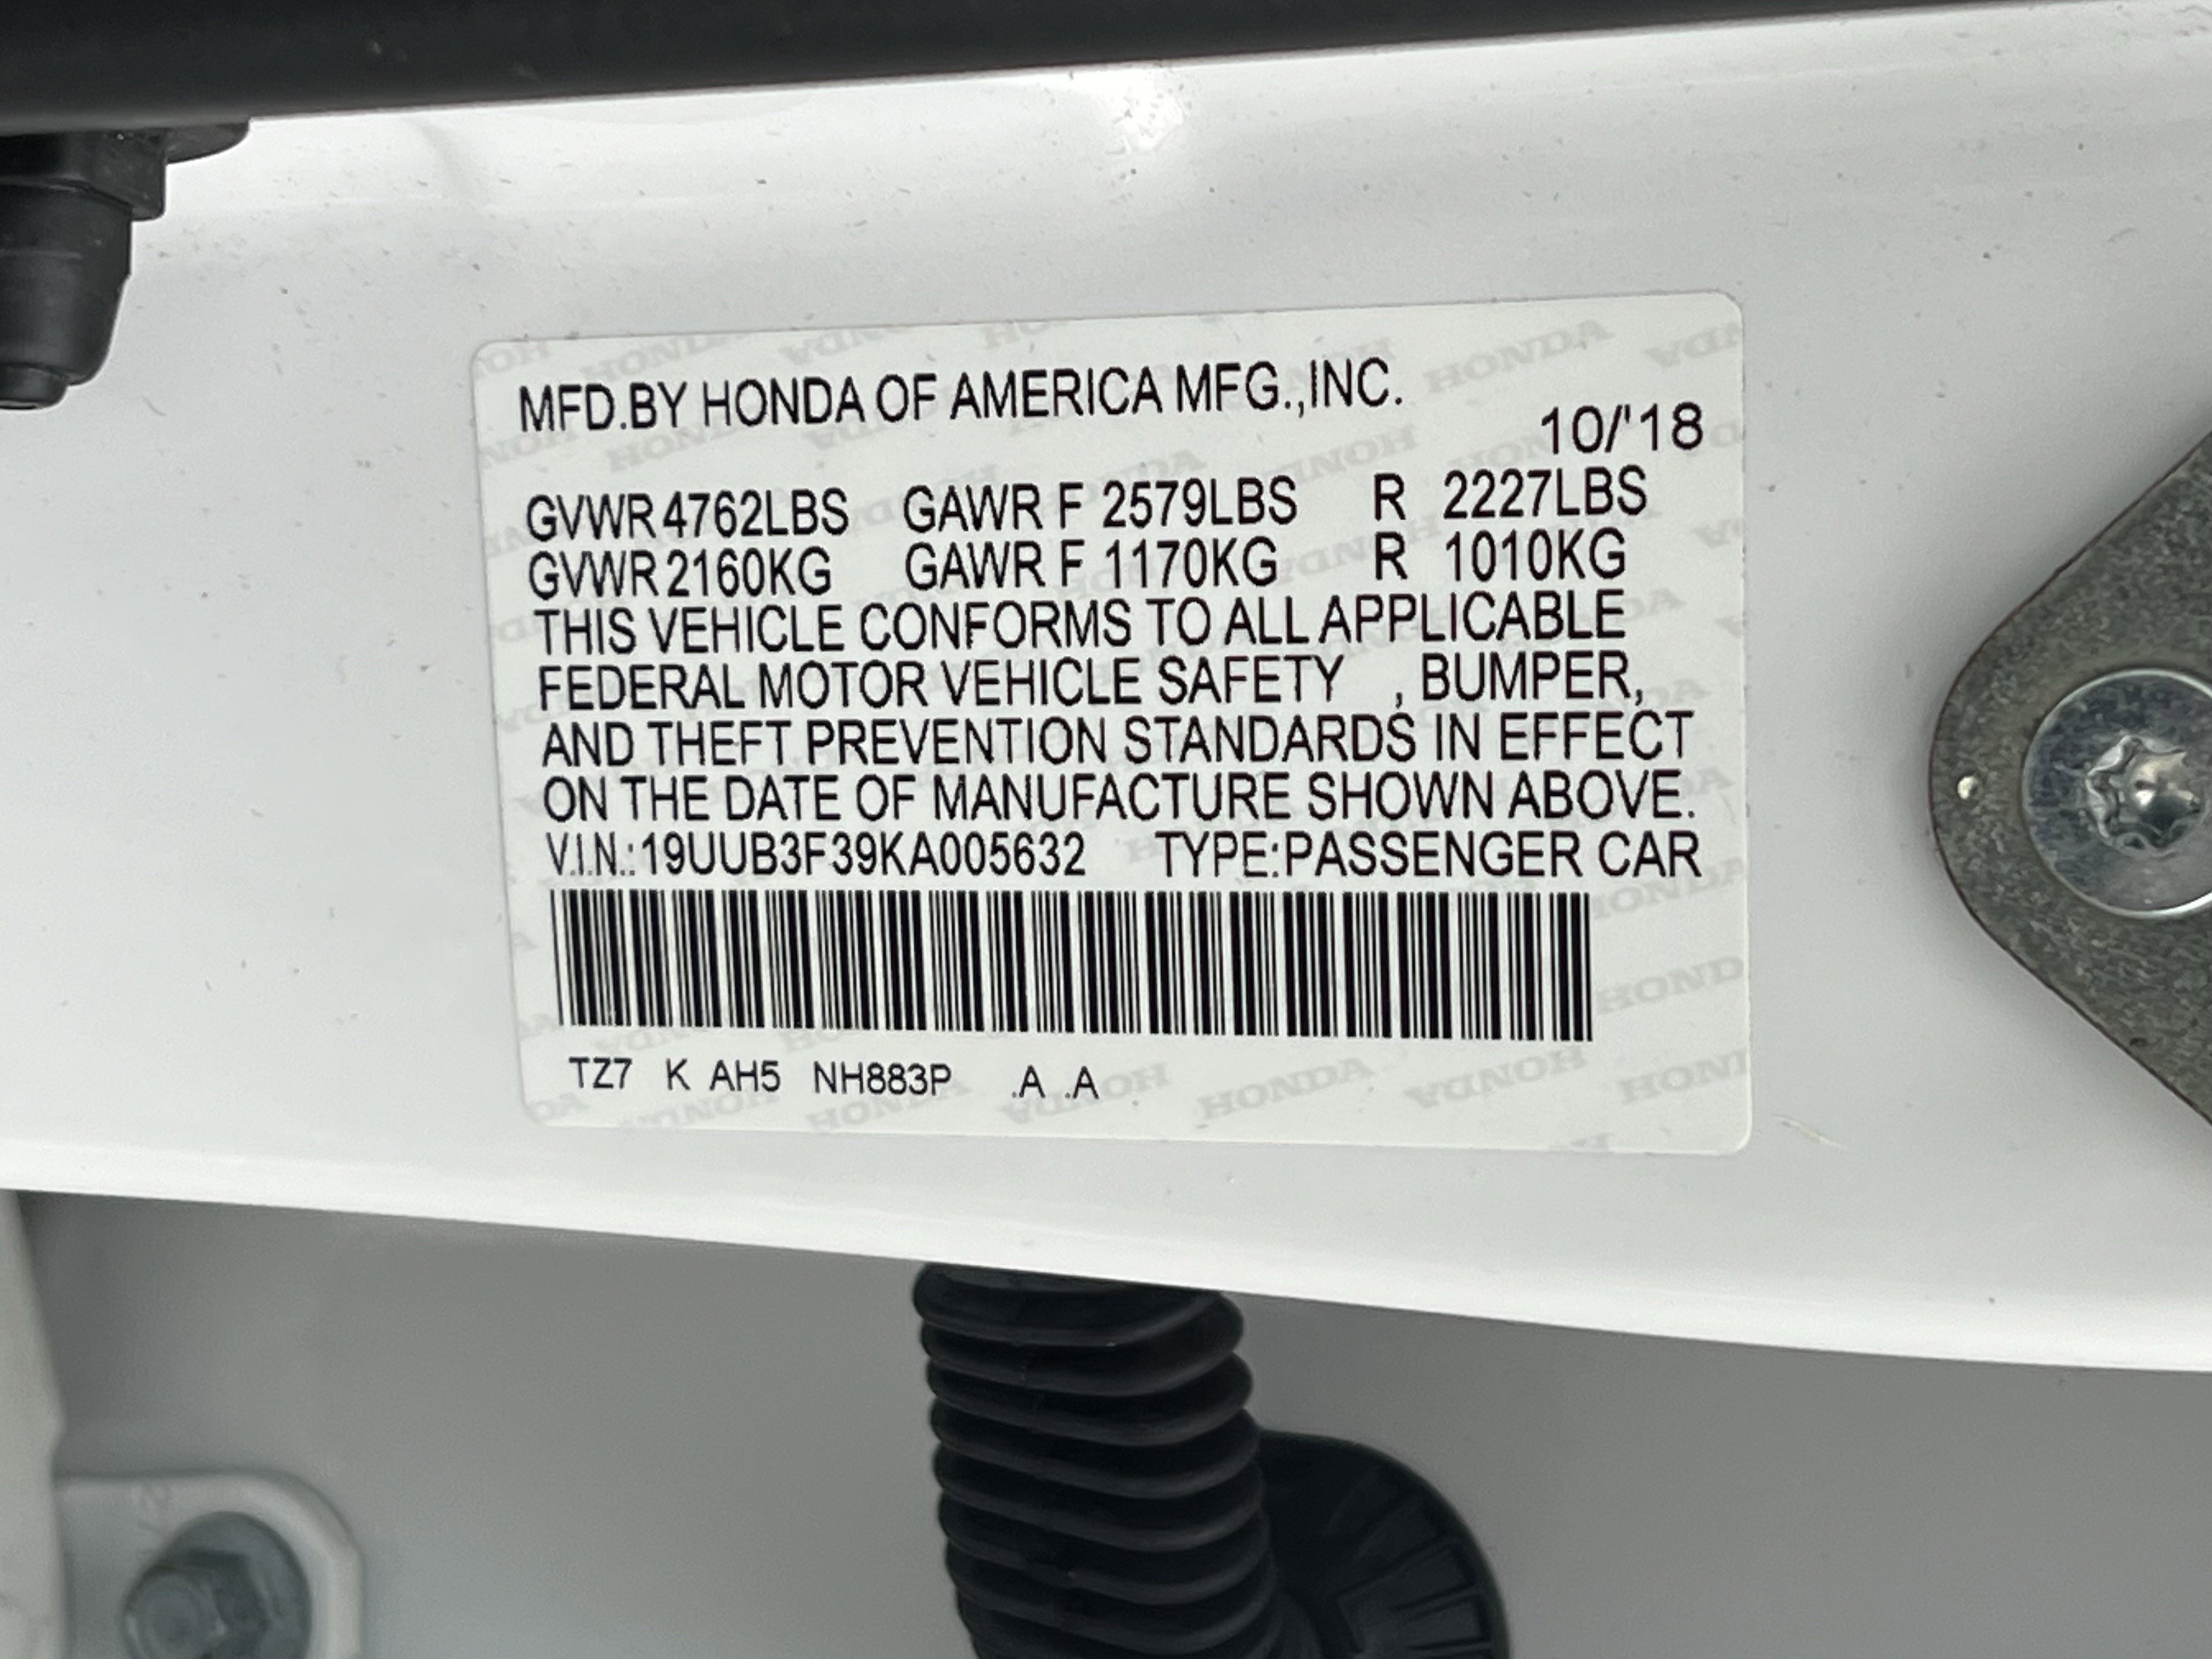 MFD.BY HONDA OF AMERICA MFG.,INC.
10/'18
GVWR 4762LBS GAWR F 2579LBS R 2227LBS
GVWR 2160KG GAWR F 1170KG R 1010KG
THIS VEHICLE CONFORMS TO ALL APPLICABLE
FEDERAL MOTOR VEHICLE SAFETY , BUMPER,
AND THEFT PREVENTION STANDARDS IN EFFECT
ON THE DATE OF MANUFACTURE SHOWN ABOVE.
V.I.N.:19UUB3F39KA005632 TYPE:PASSENGER CAR
TZ7 K AH5 NH883P .A .A